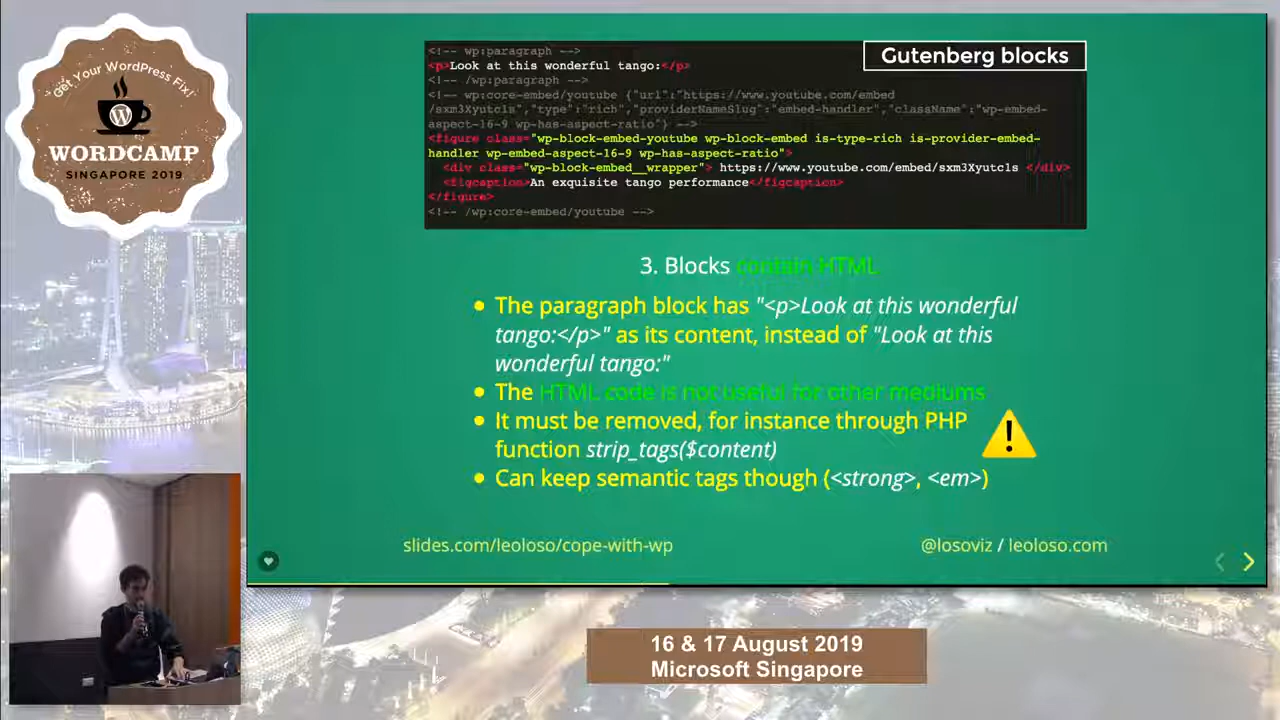 Get Your WordPress Fix!
WORDCAMP
SINGAPORE 2019
Gutenberg blocks
<!-- wp:paragraph -->
<p>Look at this wonderful tango:</p>
<!-- /wp:paragraph -->
<!-- wp:core-embed/youtube {"url":"https://www.youtube.com/embed
/sxm3Xyutc1s","type":"rich","providerNameSlug":"embed-handler","className":"wp-embed-
aspect-16-9 wp-has-aspect-ratio"} -->
<figure class="wp-block-embed-youtube wp-block-embed is-type-rich is-provider-embed-
handler wp-embed-aspect-16-9 wp-has-aspect-ratio">
<div class="wp-block-embed__wrapper"> https://www.youtube.com/embed/sxm3Xyutc1s </div>
<figcaption>An exquisite tango performance</figcaption>
</figure>
<!-- /wp:core-embed/youtube -->
3. Blocks contain HTML
The paragraph block has "<p>Look at this wonderful
tango:</p>" as its content, instead of "Look at this
wonderful tango:"
The HTML code is not useful for other mediums
It must be removed, for instance through PHP
function strip_tags($content)
Can keep semantic tags though (<strong>, <em>)
slides.com/leoloso/cope-with-wp
@losoviz / leoloso.com
16 & 17 August 2019
Microsoft Singapore